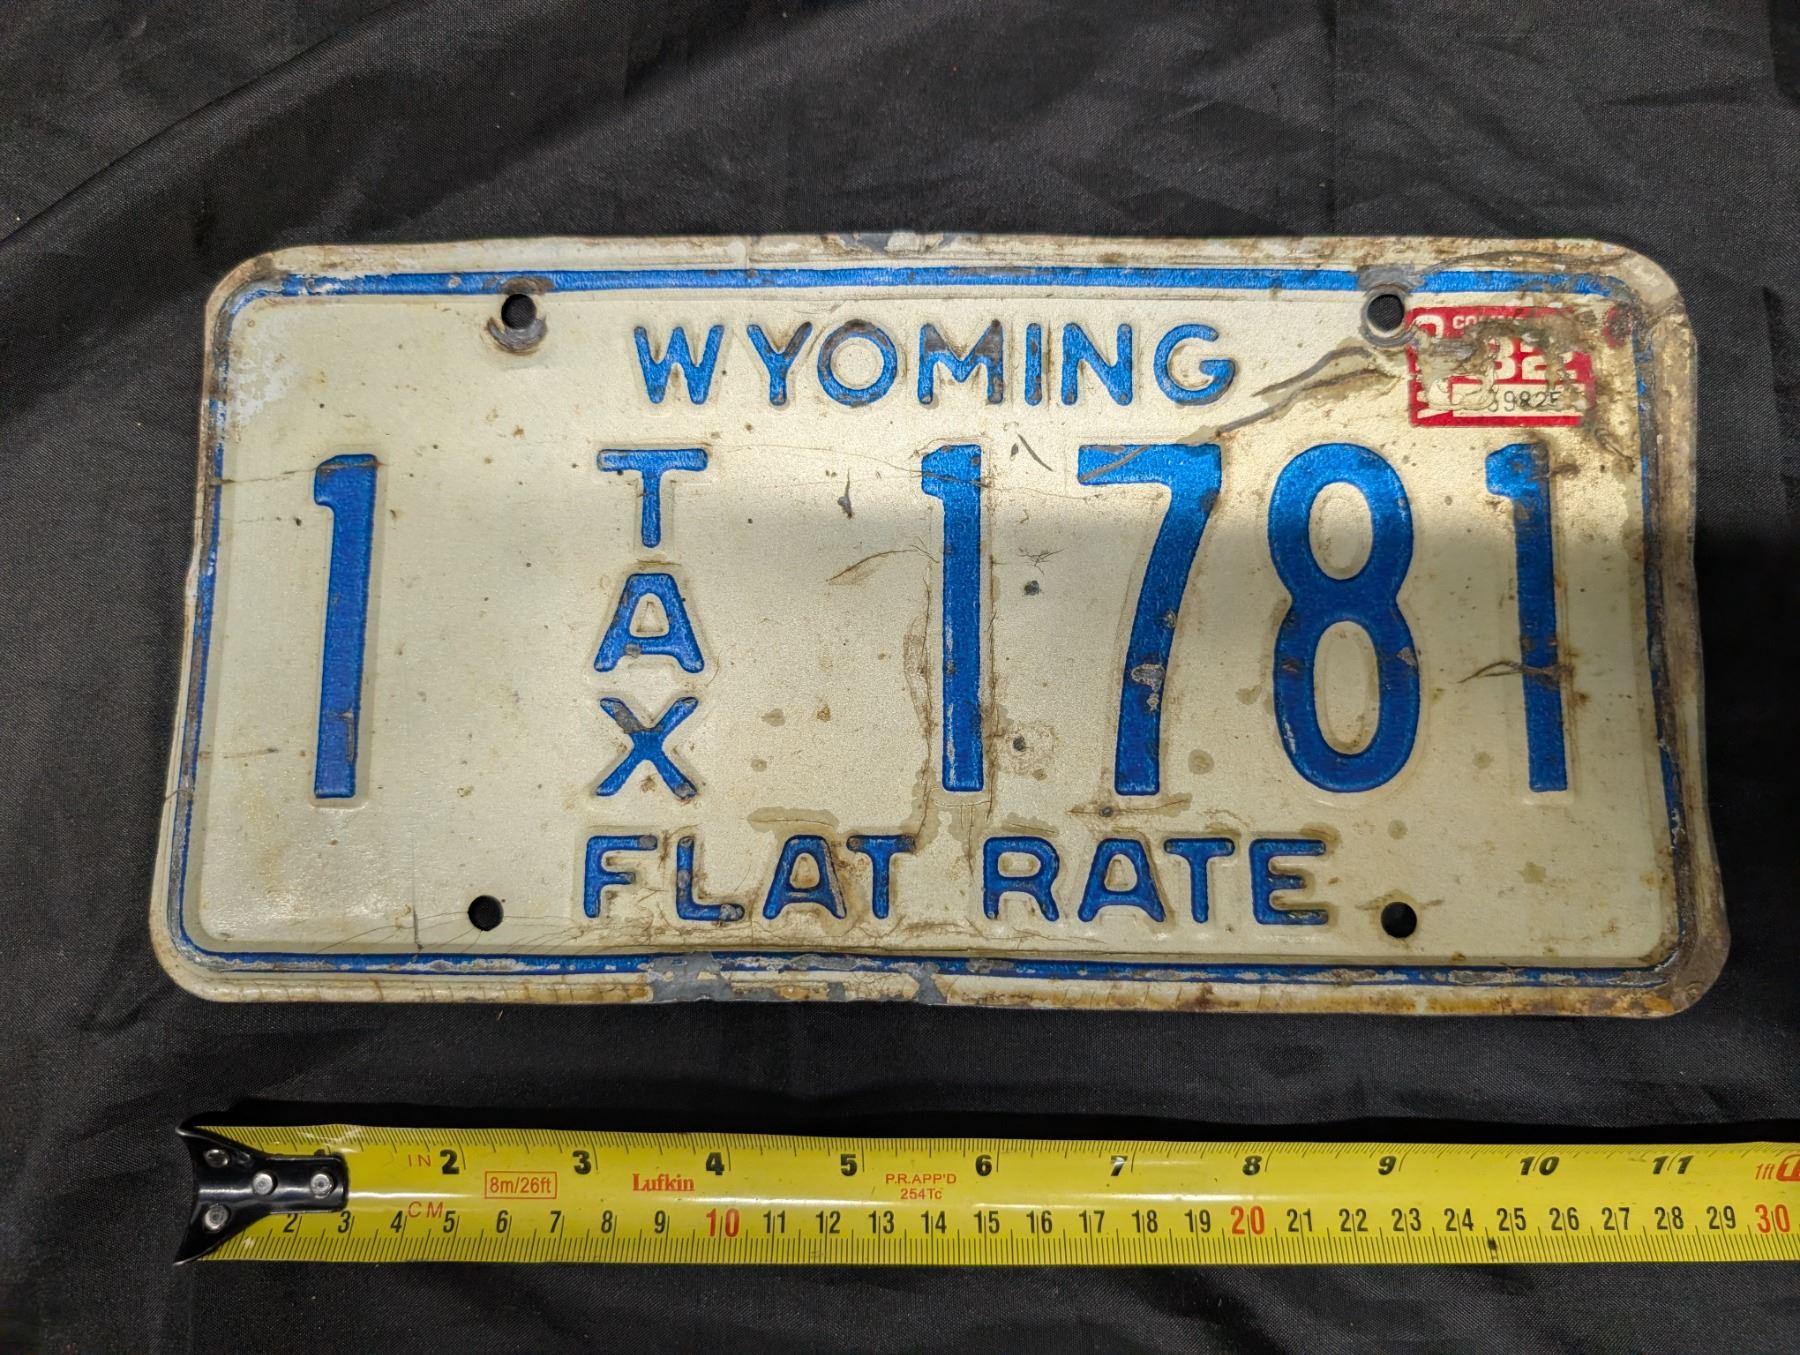 WYOMING
82
1 TAX 1781
FLAT RATE
1 IN 2 3 4 5 6 7 8 9 10 11 1ft
8m/26ft Lufkin P.R.APP'D
254Tc
CM
2 3 4 5 6 7 8 9 10 11 12 13 14 15 16 17 18 19 20 21 22 23 24 25 26 27 28 29 30